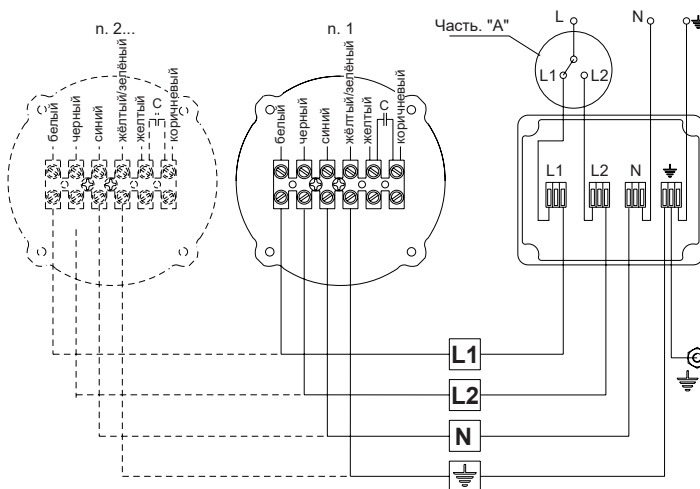 n. 2...
n. 1
Часть. "А"
L
N
белый
черный
синий
жёлтый/зелёный
желтый
C
коричневый
белый
черный
синий
жёлтый/зелёный
желтый
C
коричневый
L1
L2
L1
L2
N
L1
L2
N